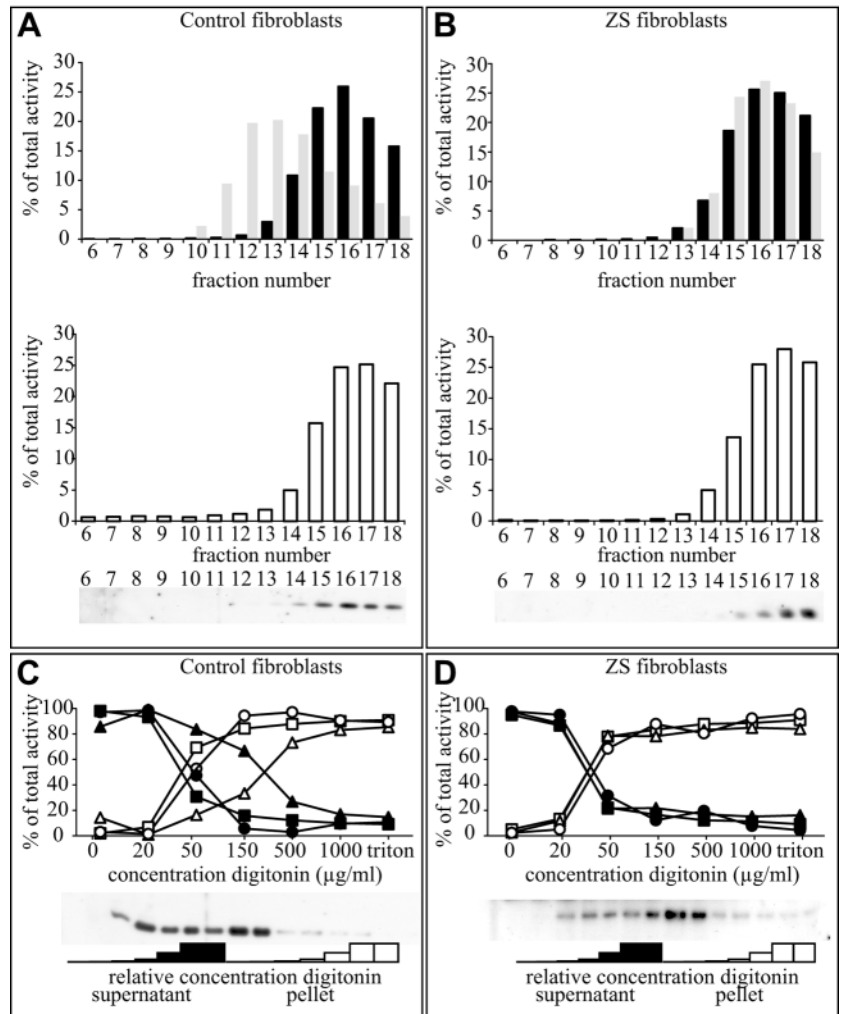 A
Control fibroblasts
% of total activity
30
25
20
15
10
5
0
6 7 8 9 10 11 12 13 14 15 16 17 18
fraction number
% of total activity
30
25
20
15
10
5
0
6 7 8 9 10 11 12 13 14 15 16 17 18
fraction number
6 7 8 9 10 11 12 13 14 15 16 17 18
B
ZS fibroblasts
% of total activity
30
25
20
15
10
5
0
6 7 8 9 10 11 12 13 14 15 16 17 18
fraction number
% of total activity
30
25
20
15
10
5
0
6 7 8 9 10 11 12 13 14 15 16 17 18
fraction number
6 7 8 9 10 11 12 13 14 15 16 17 18
C
Control fibroblasts
% of total activity
100
80
60
40
20
0
0 20 50 150 500 1000 triton
concentration digitonin (µg/ml)
relative concentration digitonin
supernatant pellet
D
ZS fibroblasts
% of total activity
100
80
60
40
20
0
0 20 50 150 500 1000 triton
concentration digitonin (µg/ml)
relative concentration digitonin
supernatant pellet